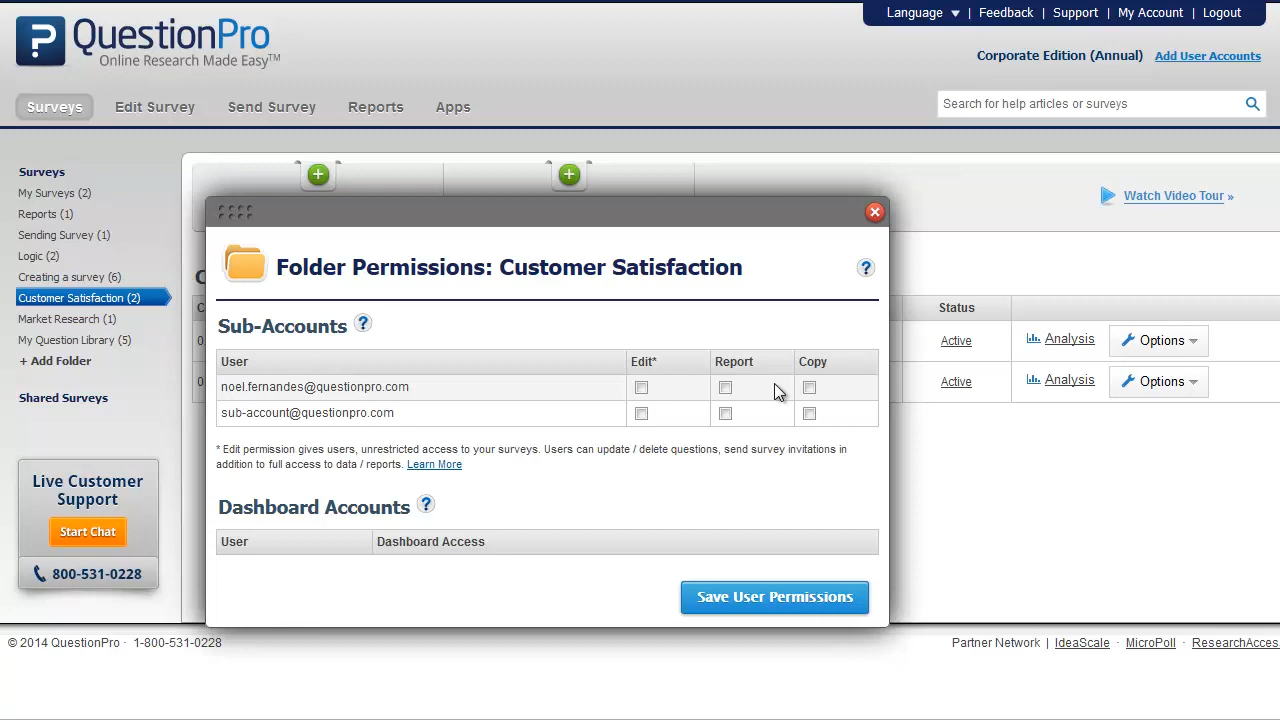 Language | Feedback | Support | My Account | Logout
QuestionPro
Online Research Made Easy™
Corporate Edition (Annual) Add User Accounts
Surveys Edit Survey Send Survey Reports Apps
Search for help articles or surveys
Surveys
My Surveys (2)
Reports (1)
Sending Survey (1)
Logic (2)
Creating a survey (6)
Customer Satisfaction (2)
Market Research (1)
My Question Library (5)
+ Add Folder
Shared Surveys
Live Customer
Support
Start Chat
800-531-0228
Watch Video Tour »
Status
Active Analysis Options
Active Analysis Options
Folder Permissions: Customer Satisfaction ?
Sub-Accounts ?
User Edit* Report Copy
noel.fernandes@questionpro.com
sub-account@questionpro.com
* Edit permission gives users, unrestricted access to your surveys. Users can update / delete questions, send survey invitations in
addition to full access to data / reports. Learn More
Dashboard Accounts ?
User Dashboard Access
Save User Permissions
© 2014 QuestionPro · 1-800-531-0228
Partner Network | IdeaScale · MicroPoll · ResearchAcces